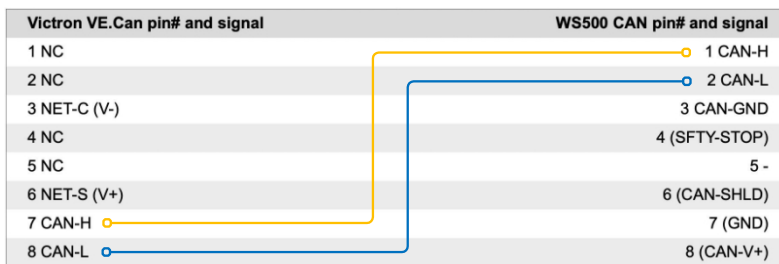 Victron VE.Can pin# and signal WS500 CAN pin# and signal
1 NC 1 CAN-H
2 NC 2 CAN-L
3 NET-C (V-) 3 CAN-GND
4 NC 4 (SFTY-STOP)
5 NC 5 -
6 NET-S (V+) 6 (CAN-SHLD)
7 CAN-H 7 (GND)
8 CAN-L 8 (CAN-V+)